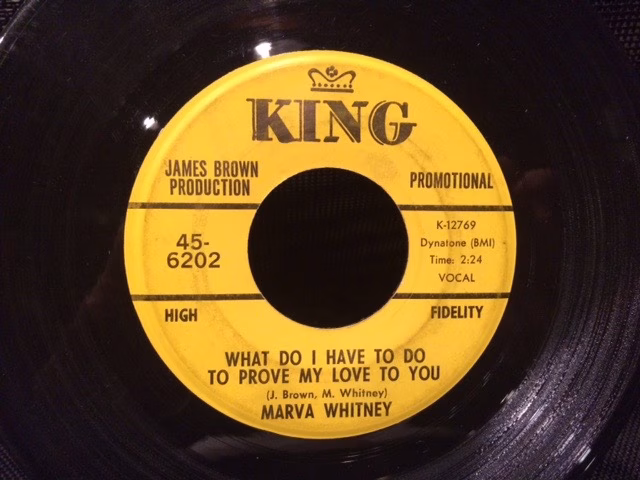 KING
JAMES BROWN
PRODUCTION
PROMOTIONAL
45-
6202
K-12769
Dynatone (BMI)
Time: 2:24
VOCAL
HIGH
FIDELITY
WHAT DO I HAVE TO DO
TO PROVE MY LOVE TO YOU
(J. Brown, M. Whitney)
MARVA WHITNEY